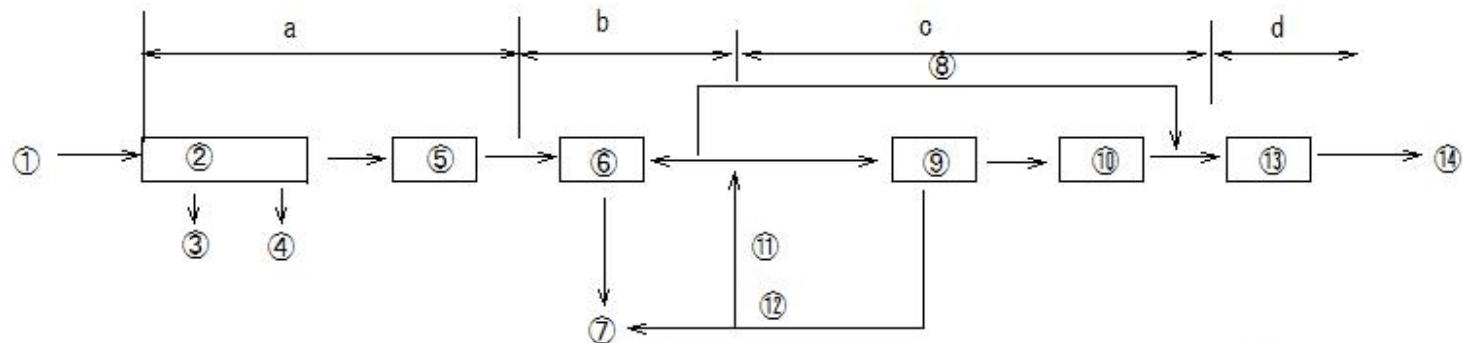 a b c d
⑧
① ② ⑤ ⑥ ⑨ ⑩ ⑬ ⑭
③ ④ ⑪
⑫
⑦